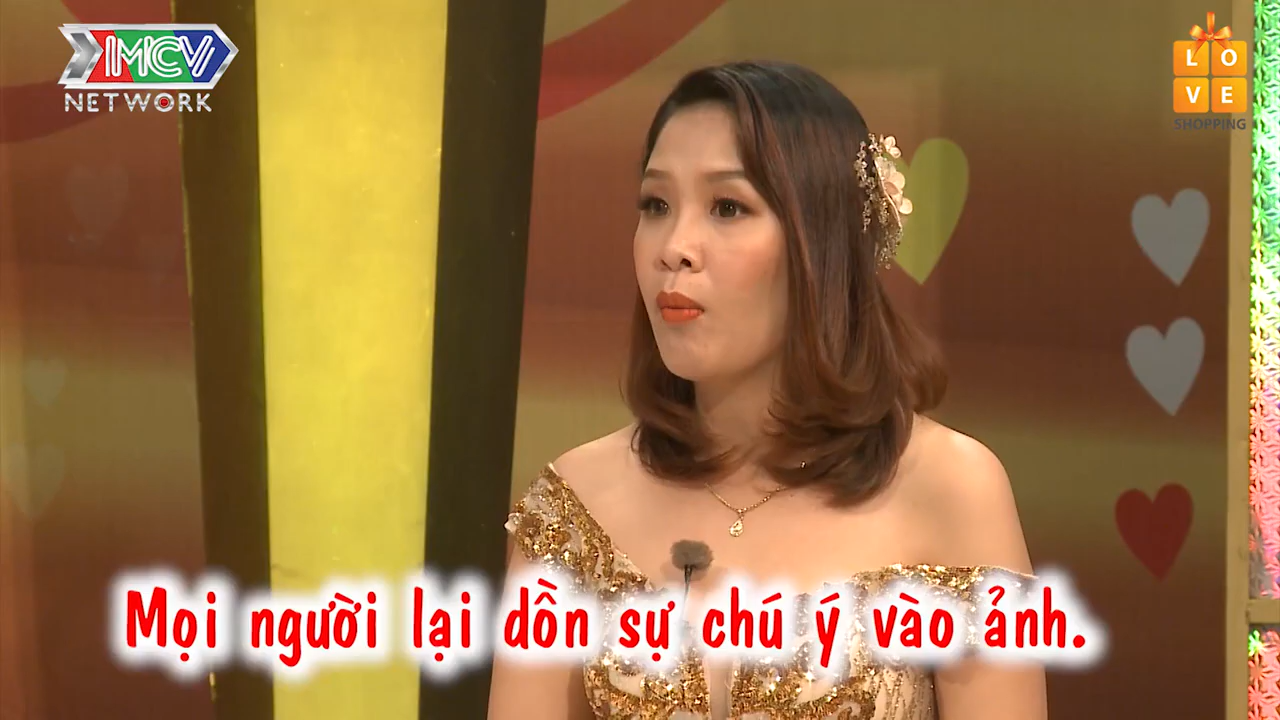 MCV
NETWORK
L O
V E
SHOPPING
Mọi người lại dồn sự chú ý vào ảnh.